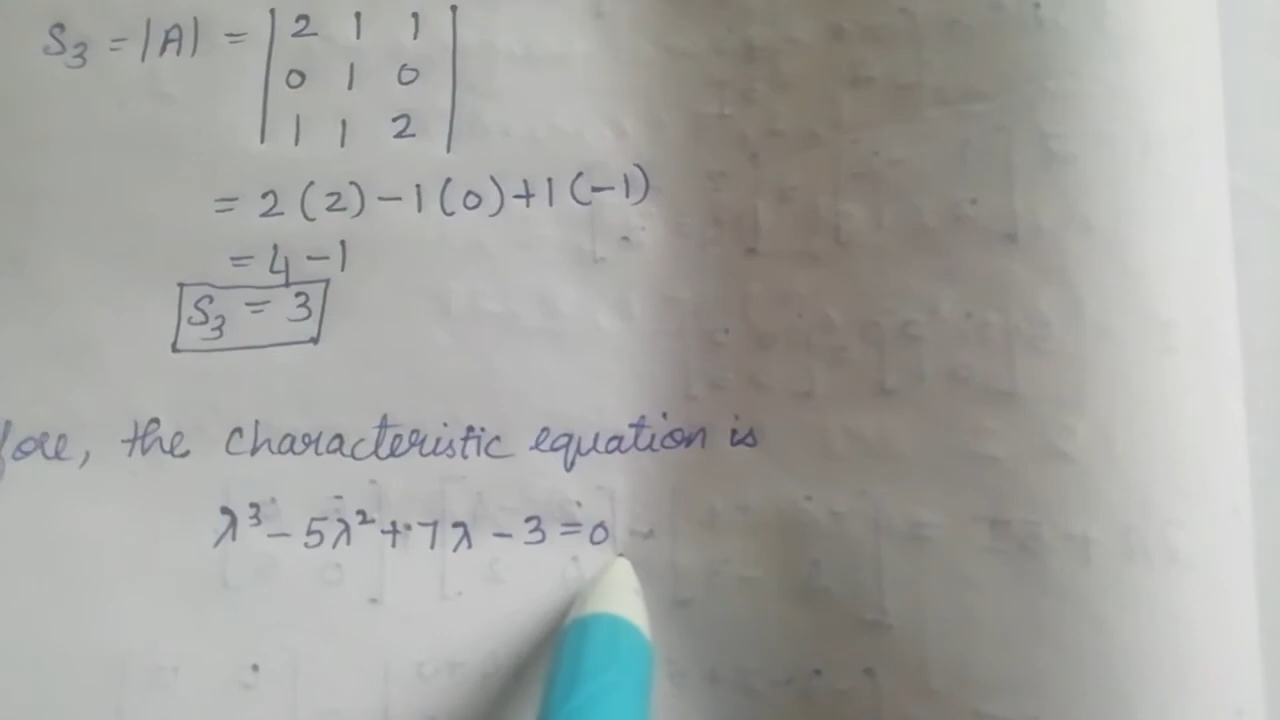 S₃ = |A| = | 2 1 1 |
| 0 1 0 |
| 1 1 2 |
= 2(2)-1(0)+1(-1)
= 4-1
S₃ = 3
fore, the characteristic equation is
λ³ - 5λ² + 7λ - 3 = 0